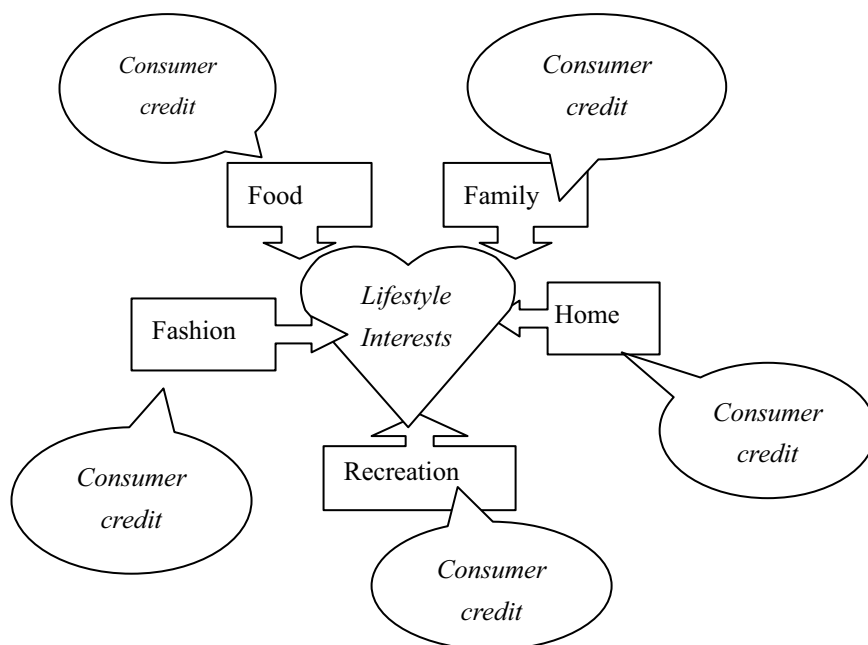 Consumer
credit
Consumer
credit
Food
Family
Lifestyle
Interests
Fashion
Home
Consumer
credit
Consumer
credit
Recreation
Consumer
credit